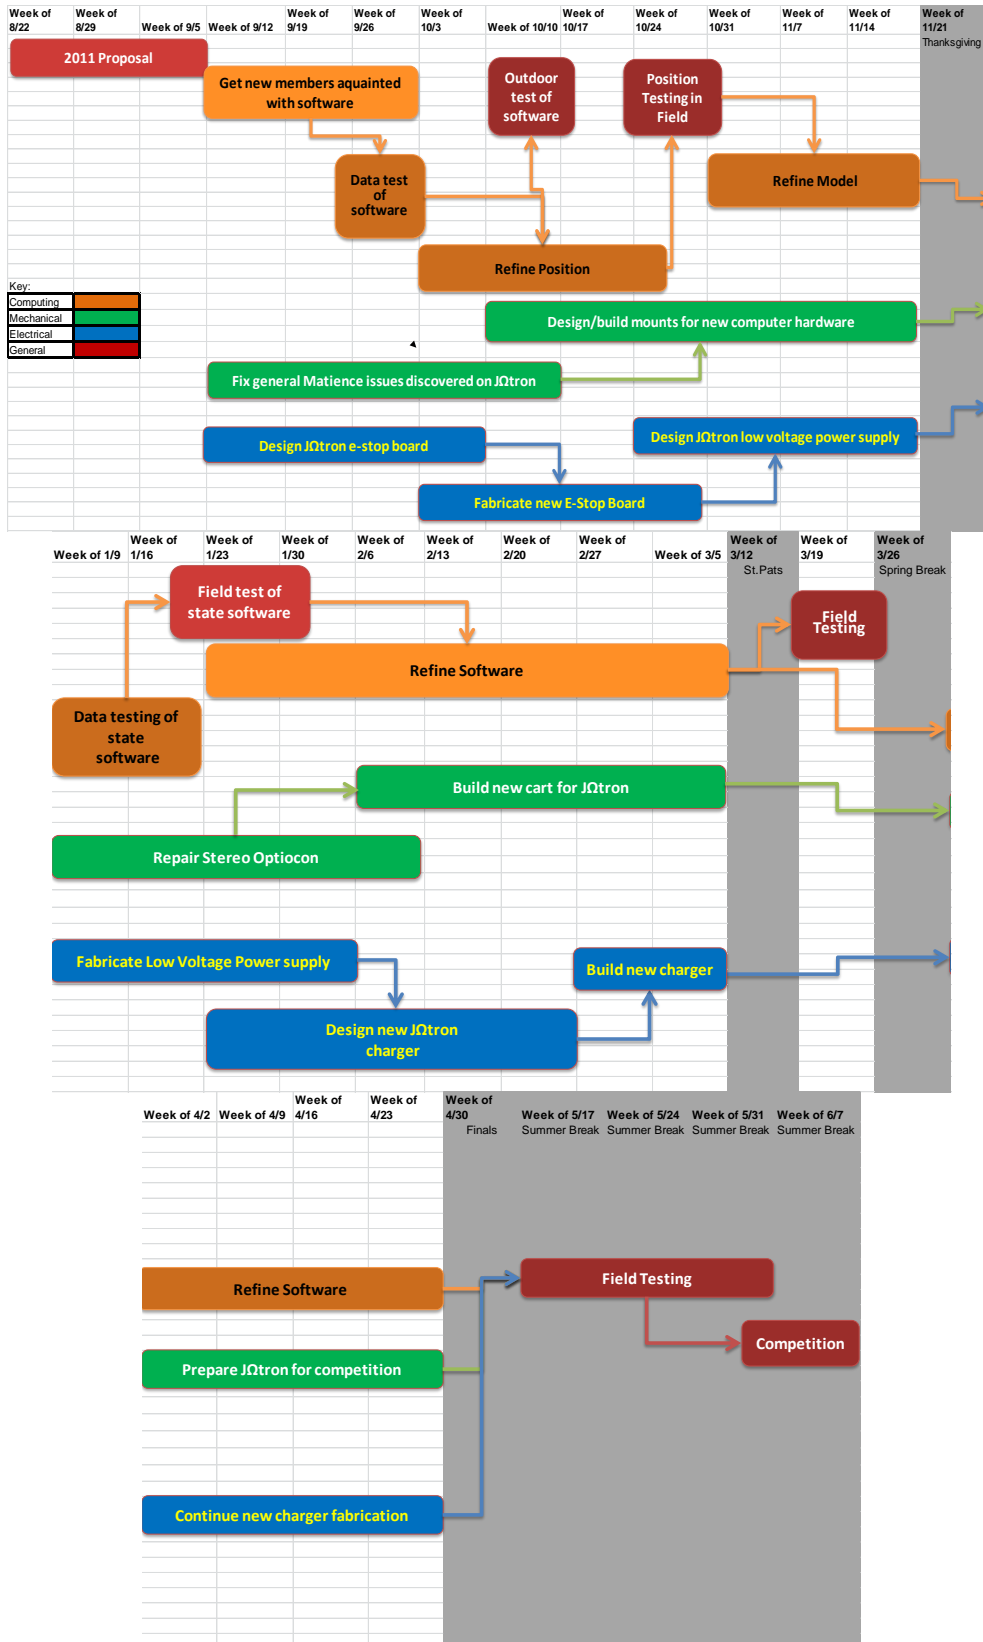 Week of 8/22
Week of 8/29
Week of 9/5
Week of 9/12
Week of 9/19
Week of 9/26
Week of 10/3
Week of 10/10
Week of 10/17
Week of 10/24
Week of 10/31
Week of 11/7
Week of 11/14
Week of 11/21
Thanksgiving
2011 Proposal
Get new members aquainted
with software
Outdoor
test of
software
Position
Testing in
Field
Data test
of
software
Refine Model
Refine Position
Key:
Computing
Mechanical
Electrical
General
Design/build mounts for new computer hardware
Fix general Matience issues discovered on JΩtron
Design JΩtron e-stop board
Design JΩtron low voltage power supply
Fabricate new E-Stop Board
Week of 1/9
Week of 1/16
Week of 1/23
Week of 1/30
Week of 2/6
Week of 2/13
Week of 2/20
Week of 2/27
Week of 3/5
Week of 3/12
Week of 3/19
Week of 3/26
St.Pats
Spring Break
Field test of
state software
Field
Testing
Refine Software
Data testing of
state
software
Build new cart for JΩtron
Repair Stereo Optiocon
Fabricate Low Voltage Power supply
Build new charger
Design new JΩtron
charger
Week of 4/2
Week of 4/9
Week of 4/16
Week of 4/23
Week of 4/30
Week of 5/17
Week of 5/24
Week of 5/31
Week of 6/7
Finals
Summer Break
Summer Break
Summer Break
Summer Break
Refine Software
Field Testing
Competition
Prepare JΩtron for competition
Continue new charger fabrication